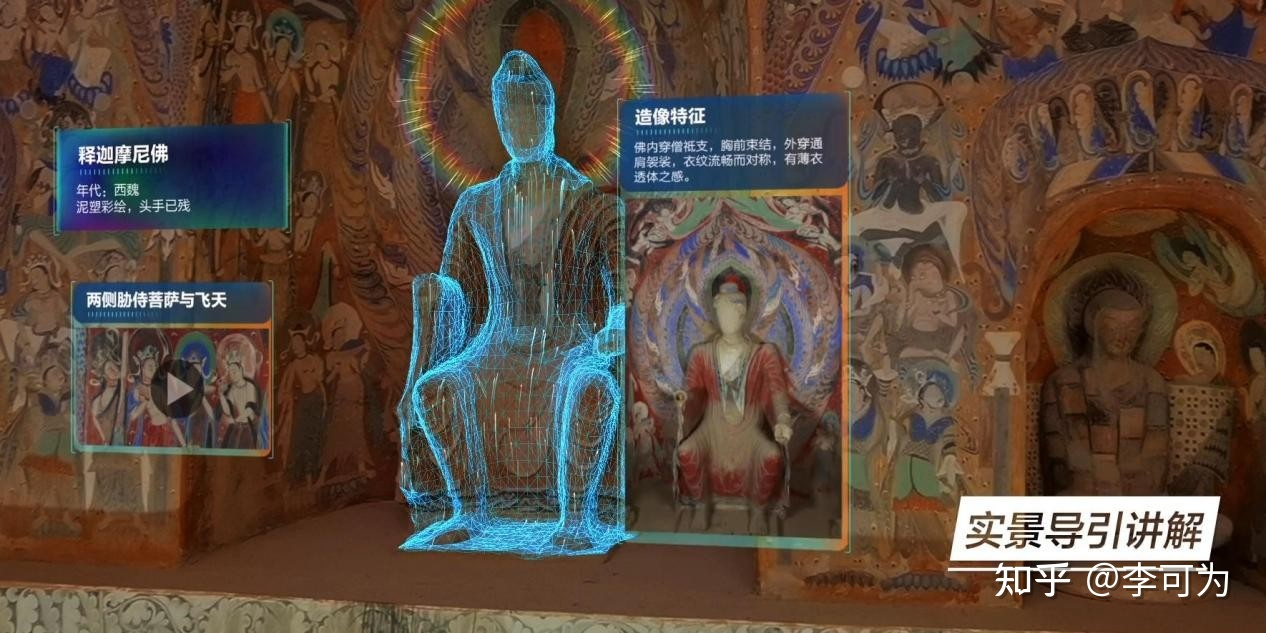 释迦摩尼佛
年代：西魏
泥塑彩绘，头手已残
两侧胁侍菩萨与飞天
造像特征
佛内穿僧祇支，胸前束结，外穿通
肩袈裟，衣纹流畅而对称，有薄衣
透体之感。
实景导引讲解
知乎 @李可为